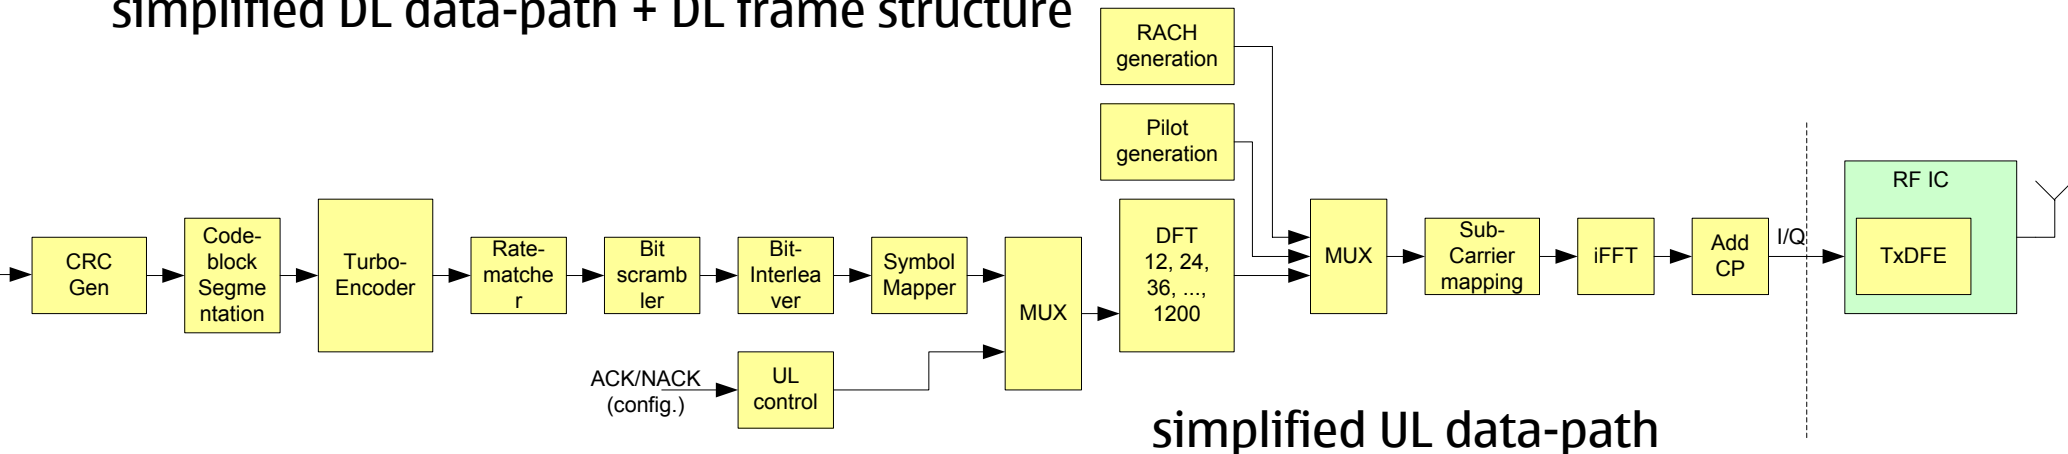 simplified DL data-path + DL frame structure
RACH
generation
Pilot
generation
CRC
Gen
Code-
block
Segme
ntation
Turbo-
Encoder
Rate-
matche
r
Bit
scramb
ler
Bit-
Interlea
ver
Symbol
Mapper
ACK/NACK
(config.)
UL
control
MUX
DFT
12, 24,
36, ...,
1200
MUX
Sub-
Carrier
mapping
iFFT
Add
CP
I/Q
RF IC
TxDFE
simplified UL data-path